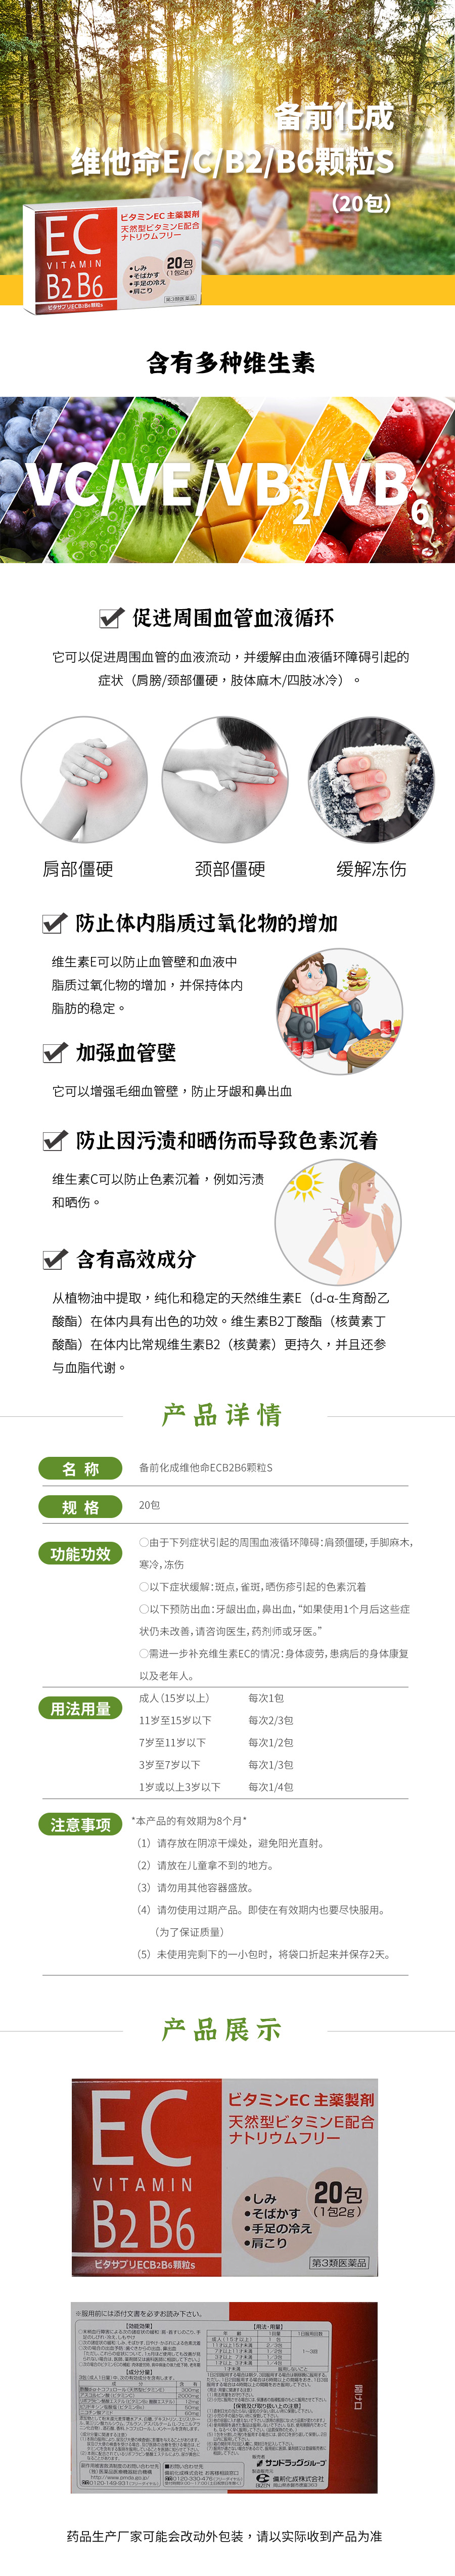 备前化成
维他命E/C/B2/B6颗粒S
（20包）
EC
VITAMIN
B2 B6
ビタサプリECB2B6顆粒s
ビタミンEC 主薬製剤
天然型ビタミンE配合
ナトリウムフリー
●しみ
●そばかす
●手足の冷え
●肩こり
20包
(1包2g)
第3類医薬品
含有多种维生素
VC/VE/VB2/VB6
促进周围血管血液循环
它可以促进周围血管的血液流动，并缓解由血液循环障碍引起的
症状（肩膀/颈部僵硬，肢体麻木/四肢冰冷）。
肩部僵硬
颈部僵硬
缓解冻伤
防止体内脂质过氧化物的增加
维生素E可以防止血管壁和血液中
脂质过氧化物的增加，并保持体内
脂肪的稳定。
加强血管壁
它可以增强毛细血管壁，防止牙龈和鼻出血
防止因污渍和晒伤而导致色素沉着
维生素C可以防止色素沉着，例如污渍
和晒伤。
含有高效成分
从植物油中提取，纯化和稳定的天然维生素E（d-α-生育酚乙
酸酯）在体内具有出色的功效。维生素B2丁酸酯（核黄素丁
酸酯）在体内比常规维生素B2（核黄素）更持久，并且还参
与血脂代谢。
产品详情
名 称
备前化成维他命ECB2B6颗粒S
规 格
20包
功能功效
〇由于下列症状引起的周围血液循环障碍：肩颈僵硬，手脚麻木，
寒冷，冻伤
〇以下症状缓解：斑点，雀斑，晒伤疹引起的色素沉着
〇以下预防出血：牙龈出血，鼻出血，“如果使用1个月后这些症
状仍未改善，请咨询医生，药剂师或牙医。”
〇需进一步补充维生素EC的情况：身体疲劳，患病后的身体康复
以及老年人。
用法用量
成人（15岁以上） 每次1包
11岁至15岁以下 每次2/3包
7岁至11岁以下 每次1/2包
3岁至7岁以下 每次1/3包
1岁或以上3岁以下 每次1/4包
注意事项
*本产品的有效期为8个月*
（1）请存放在阴凉干燥处，避免阳光直射。
（2）请放在儿童拿不到的地方。
（3）请勿用其他容器盛放。
（4）请勿使用过期产品。即使在有效期内也要尽快服用。
（为了保证质量）
（5）未使用完剩下的一小包时，将袋口折起来并保存2天。
产品展示
EC
VITAMIN
B2 B6
ビタサプリECB2B6顆粒s
ビタミンEC 主薬製剤
天然型ビタミンE配合
ナトリウムフリー
●しみ
●そばかす
●手足の冷え
●肩こり
20包
(1包2g)
第3類医薬品
※服用前には添付文書を必ずお読み下さい。
【効能効果】
【用法・用量】
【成分分量】
【保管及び取り扱い上の注意】
開け口
サンドラッググループ
備前化成株式会社
药品生产厂家可能会改动外包装，请以实际收到产品为准